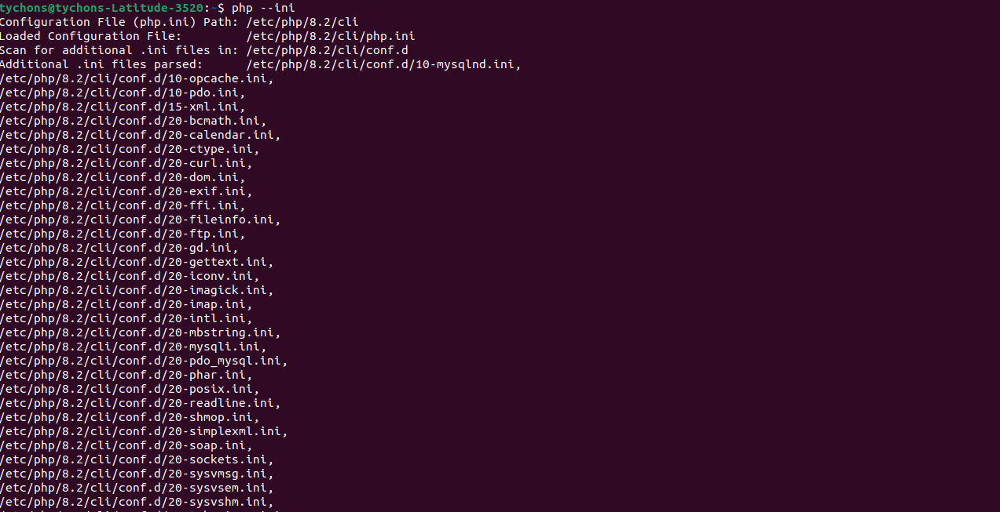 tychons@tychons-Latitude-3520:~$ php --ini
Configuration File (php.ini) Path: /etc/php/8.2/cli
Loaded Configuration File:         /etc/php/8.2/cli/php.ini
Scan for additional .ini files in: /etc/php/8.2/cli/conf.d
Additional .ini files parsed:      /etc/php/8.2/cli/conf.d/10-mysqlnd.ini,
/etc/php/8.2/cli/conf.d/10-opcache.ini,
/etc/php/8.2/cli/conf.d/10-pdo.ini,
/etc/php/8.2/cli/conf.d/15-xml.ini,
/etc/php/8.2/cli/conf.d/20-bcmath.ini,
/etc/php/8.2/cli/conf.d/20-calendar.ini,
/etc/php/8.2/cli/conf.d/20-ctype.ini,
/etc/php/8.2/cli/conf.d/20-curl.ini,
/etc/php/8.2/cli/conf.d/20-dom.ini,
/etc/php/8.2/cli/conf.d/20-exif.ini,
/etc/php/8.2/cli/conf.d/20-ffi.ini,
/etc/php/8.2/cli/conf.d/20-fileinfo.ini,
/etc/php/8.2/cli/conf.d/20-ftp.ini,
/etc/php/8.2/cli/conf.d/20-gd.ini,
/etc/php/8.2/cli/conf.d/20-gettext.ini,
/etc/php/8.2/cli/conf.d/20-iconv.ini,
/etc/php/8.2/cli/conf.d/20-imagick.ini,
/etc/php/8.2/cli/conf.d/20-imap.ini,
/etc/php/8.2/cli/conf.d/20-intl.ini,
/etc/php/8.2/cli/conf.d/20-mbstring.ini,
/etc/php/8.2/cli/conf.d/20-mysqli.ini,
/etc/php/8.2/cli/conf.d/20-pdo_mysql.ini,
/etc/php/8.2/cli/conf.d/20-phar.ini,
/etc/php/8.2/cli/conf.d/20-posix.ini,
/etc/php/8.2/cli/conf.d/20-readline.ini,
/etc/php/8.2/cli/conf.d/20-shmop.ini,
/etc/php/8.2/cli/conf.d/20-simplexml.ini,
/etc/php/8.2/cli/conf.d/20-soap.ini,
/etc/php/8.2/cli/conf.d/20-sockets.ini,
/etc/php/8.2/cli/conf.d/20-sysvmsg.ini,
/etc/php/8.2/cli/conf.d/20-sysvsem.ini,
/etc/php/8.2/cli/conf.d/20-sysvshm.ini,